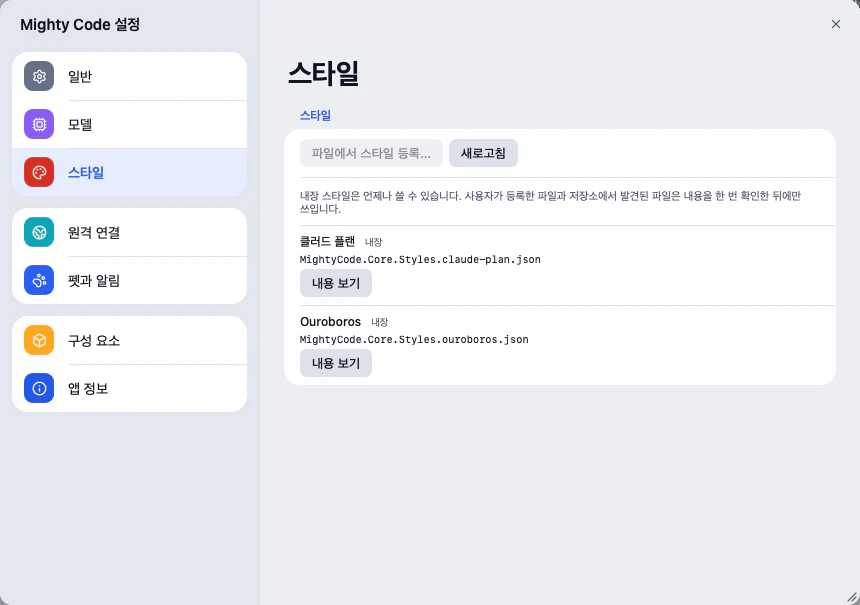 Mighty Code 설정
일반
모델
스타일
원격 연결
펫과 알림
구성 요소
앱 정보
스타일
스타일
파일에서 스타일 등록...
새로고침
내장 스타일은 언제나 쓸 수 있습니다. 사용자가 등록한 파일과 저장소에서 발견된 파일은 내용을 한 번 확인한 뒤에만
쓰입니다.
클러드 플랜 내장
MightyCode.Core.Styles.claude-plan.json
내용 보기
Ouroboros 내장
MightyCode.Core.Styles.ouroboros.json
내용 보기